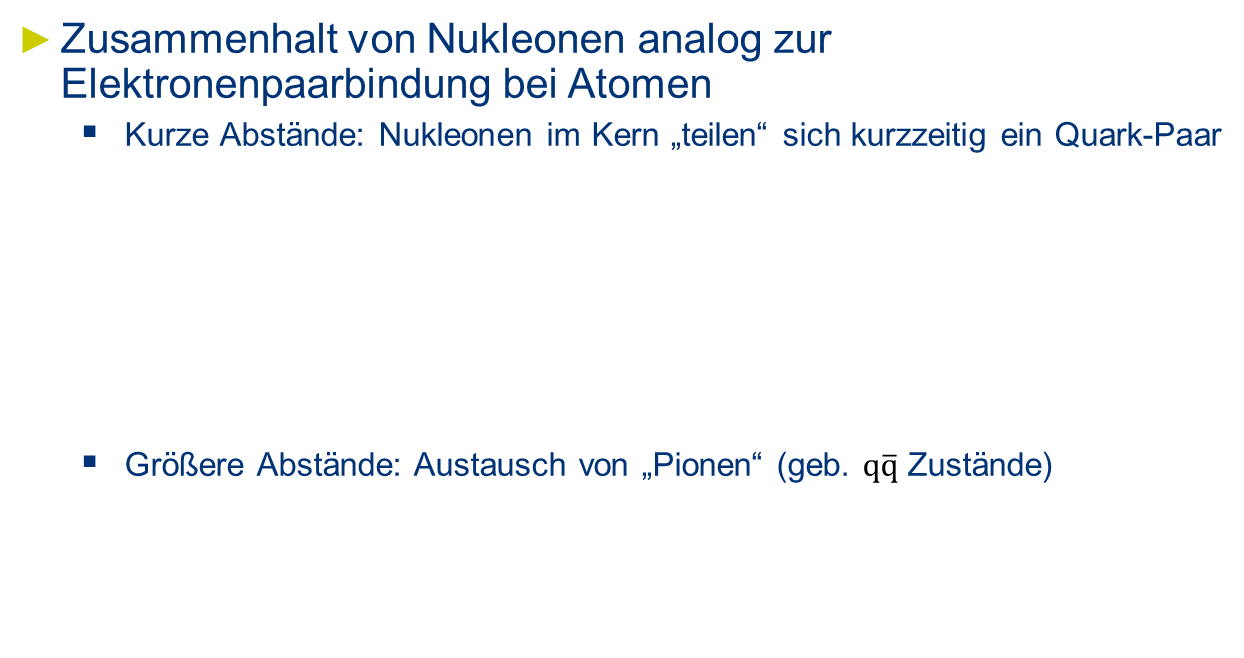 ► Zusammenhalt von Nukleonen analog zur
Elektronenpaarbindung bei Atomen
▪ Kurze Abstände: Nukleonen im Kern „teilen“ sich kurzzeitig ein Quark-Paar
▪ Größere Abstände: Austausch von „Pionen“ (geb. qq̅ Zustände)